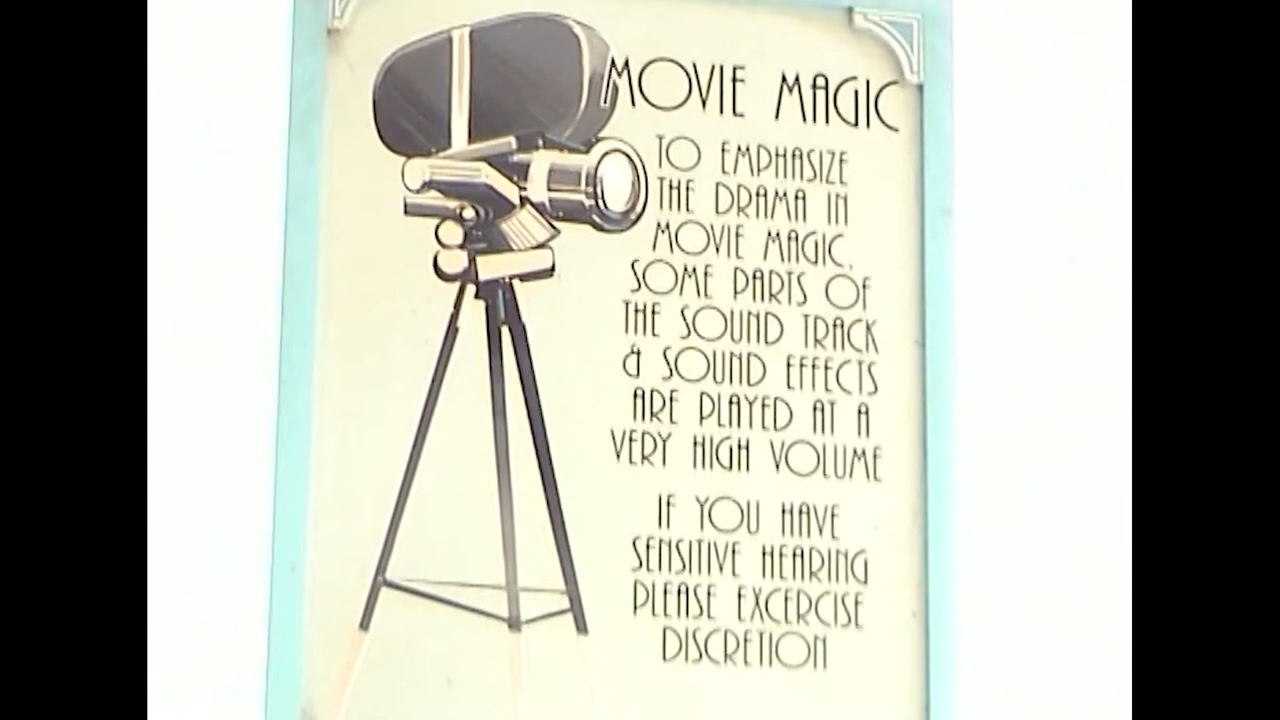 MOVIE MAGIC
TO EMPHASIZE
THE DRAMA IN
MOVIE MAGIC,
SOME PARTS OF
THE SOUND TRACK
& SOUND EFFECTS
ARE PLAYED AT A
VERY HIGH VOLUME
IF YOU HAVE
SENSITIVE HEARING
PLEASE EXCERCISE
DISCRETION